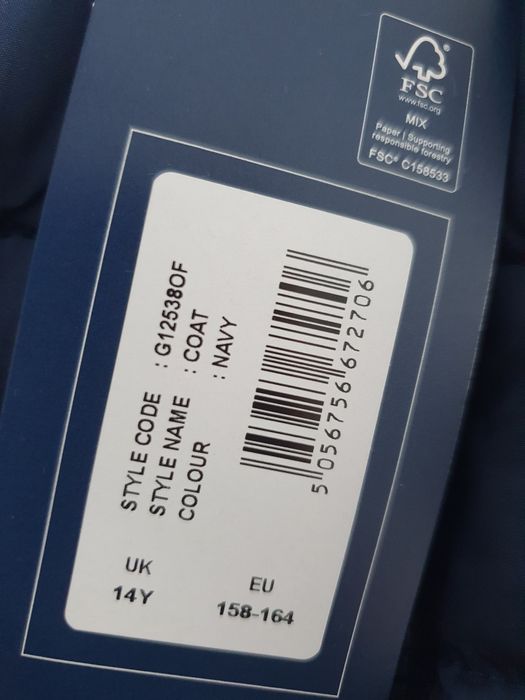 FSC
www.fsc.org
MIX
Paper | Supporting
responsible forestry
FSC® C158533
STYLE CODE : G12538OF
STYLE NAME : COAT
COLOUR : NAVY
5 056756 672706
UK EU
14Y 158-164